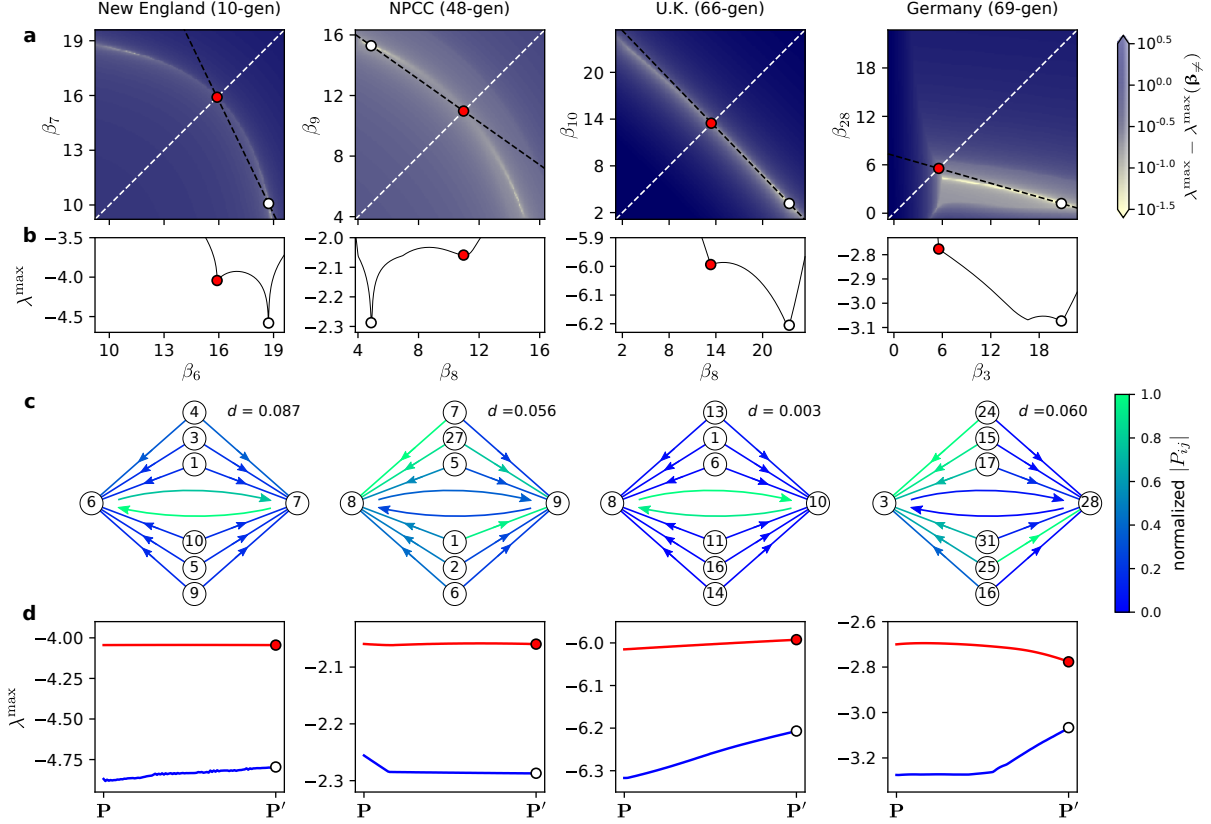 New England (10-gen) NPCC (48-gen) U.K. (66-gen) Germany (69-gen)
a
19 16 13 10
β₇
16 12 8 4
β₉
20 14 8 2
β₁₀
24 18 12 6 0
β₂₈
10^0.5 10^0.0 10^−0.5 10^−1.0 10^−1.5
λ^max − λ^max(β_≠)
b
λ^max
−3.5 −4.0 −4.5
−2.0 −2.1 −2.2 −2.3
−5.9 −6.0 −6.1 −6.2
−2.8 −2.9 −3.0 −3.1
10 13 16 19
4 8 12 16
2 8 14 20
0 6 12 18
β₆ β₈ β₈ β₃
c
d = 0.087 d =0.056 d =0.003 d =0.060
4 3 1 6 7 10 5 9
7 27 5 8 9 1 2 6
13 1 6 8 10 11 16 14
24 15 17 3 28 31 25 16
1.0 0.8 0.6 0.4 0.2 0.0
normalized |P_ij|
d
λ^max
−4.00 −4.25 −4.50 −4.75
−2.1 −2.2 −2.3
−6.0 −6.1 −6.2 −6.3
−2.6 −2.8 −3.0 −3.2
P P′ P P′ P P′ P P′